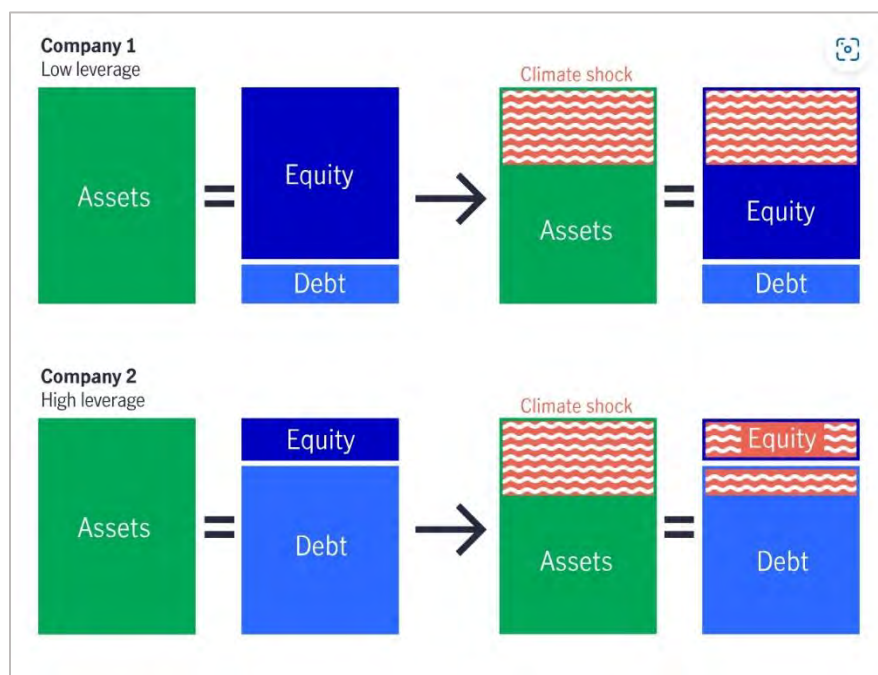 Company 1
Low leverage
Climate shock
Assets
=
Equity
Debt
Assets
=
Equity
Debt
Company 2
High leverage
Climate shock
Assets
=
Equity
Debt
Assets
=
Equity
Debt